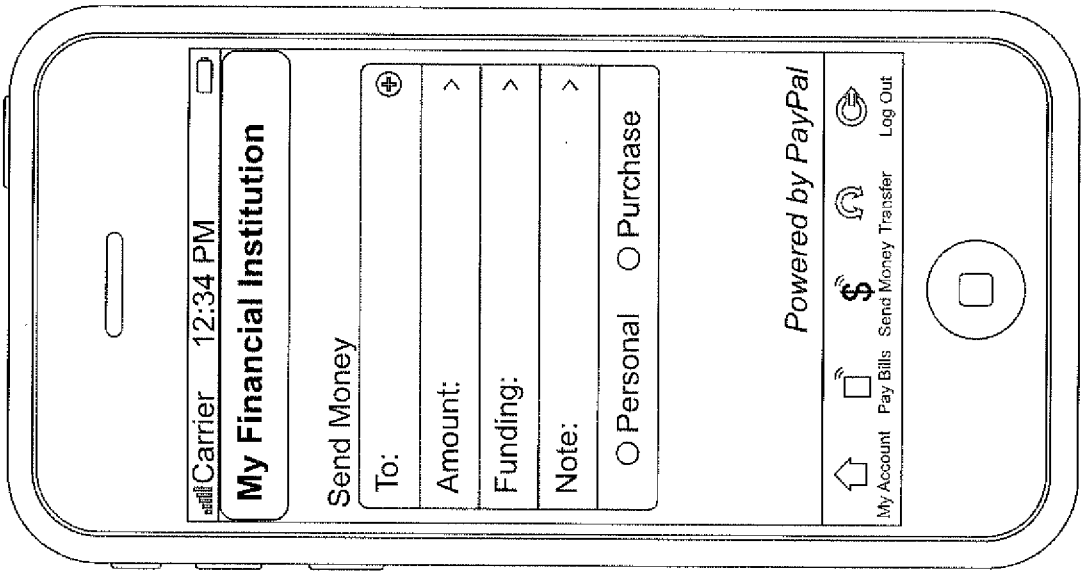 Carrier 12:34 PM
My Financial Institution
Send Money
To:
Amount: >
Funding: >
Note: >
Personal Purchase
Powered by PayPal
$
My Account Pay Bills Send Money Transfer Log Out